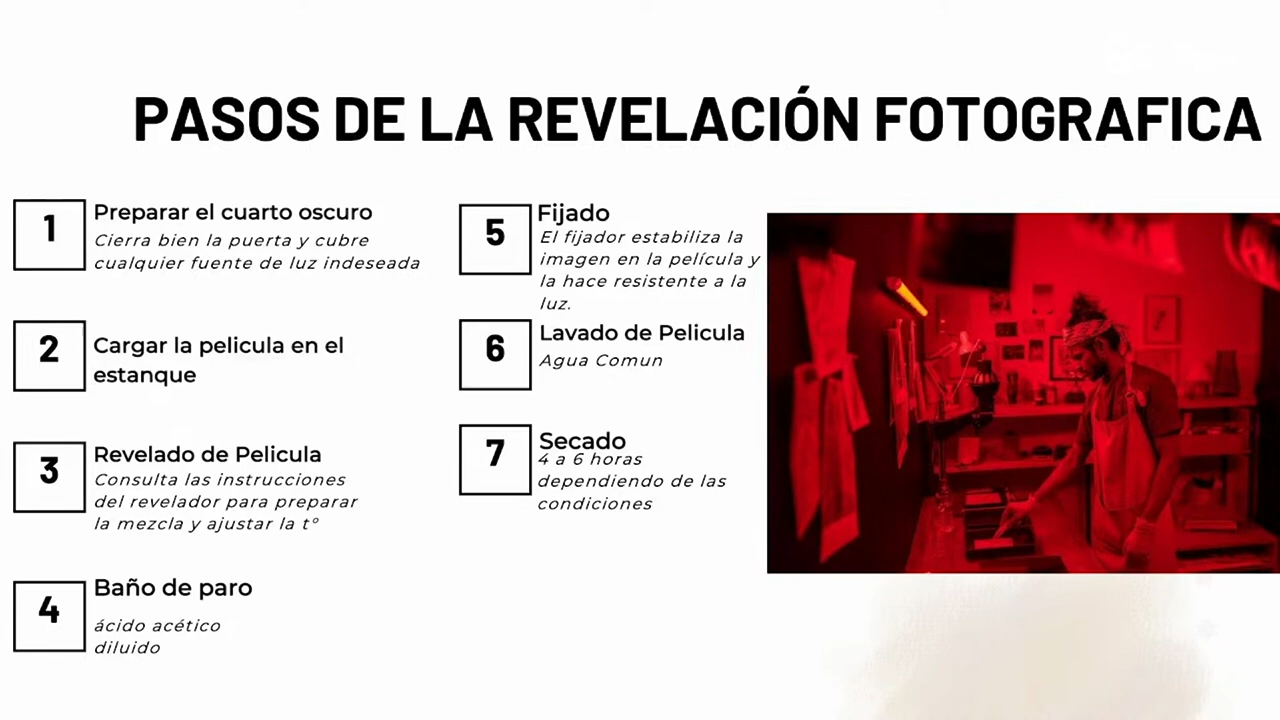 PASOS DE LA REVELACIÓN FOTOGRAFICA
1
Preparar el cuarto oscuro
Cierra bien la puerta y cubre
cualquier fuente de luz indeseada
2
Cargar la pelicula en el
estanque
3
Revelado de Pelicula
Consulta las instrucciones
del revelador para preparar
la mezcla y ajustar la t°
4
Baño de paro
ácido acético
diluido
5
Fijado
El fijador estabiliza la
imagen en la película y
la hace resistente a la
luz.
6
Lavado de Pelicula
Agua Comun
7
Secado
4 a 6 horas
dependiendo de las
condiciones